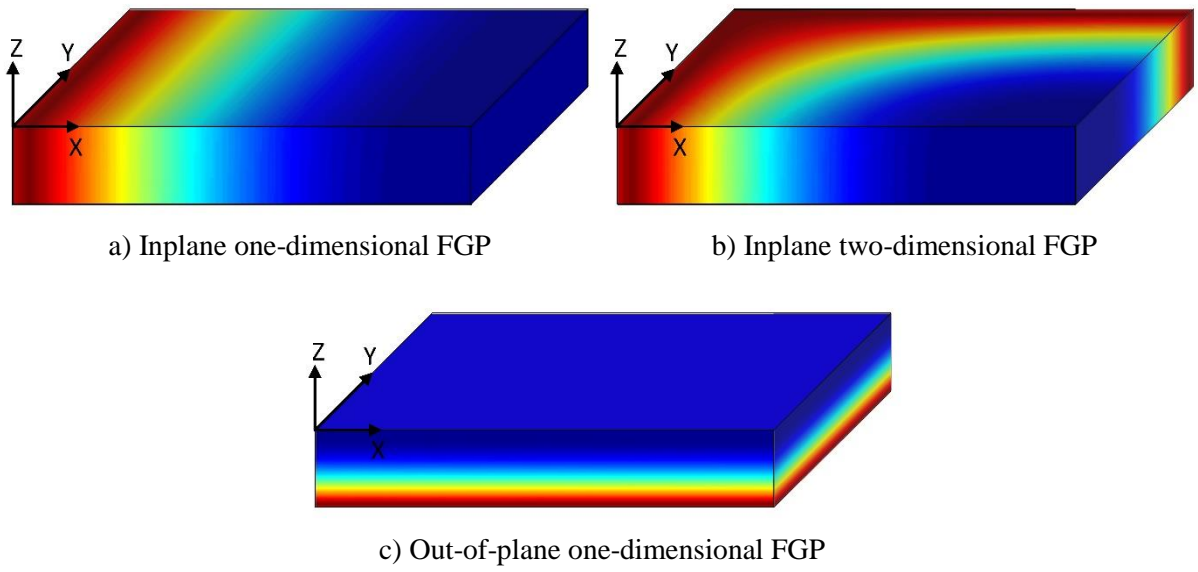 Z
Y
X
a) Inplane one-dimensional FGP
Z
Y
X
b) Inplane two-dimensional FGP
Z
Y
X
c) Out-of-plane one-dimensional FGP